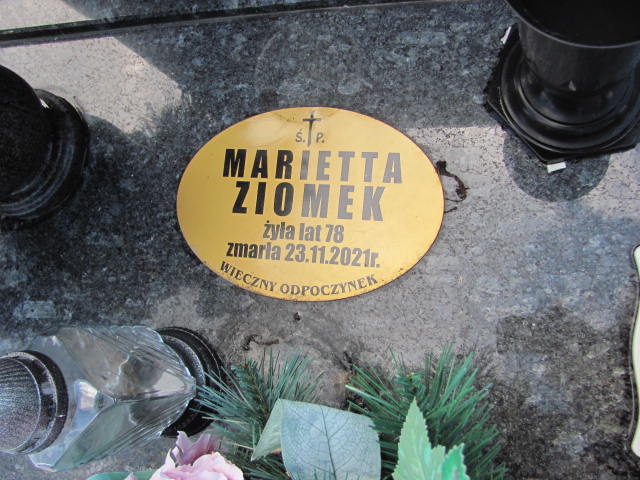 Ś. P.
MARIETTA
ZIOMEK
żyła lat 78
zmarła 23.11.2021r.
WIECZNY ODPOCZYNEK